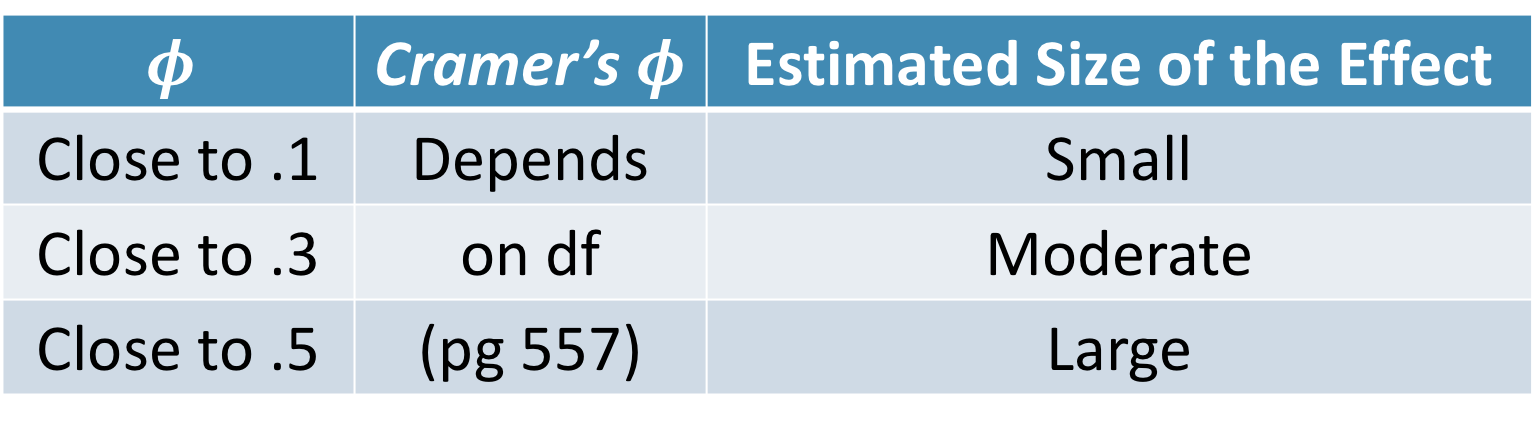 ϕ Cramer’s ϕ Estimated Size of the Effect
Close to .1 Depends Small
Close to .3 on df Moderate
Close to .5 (pg 557) Large